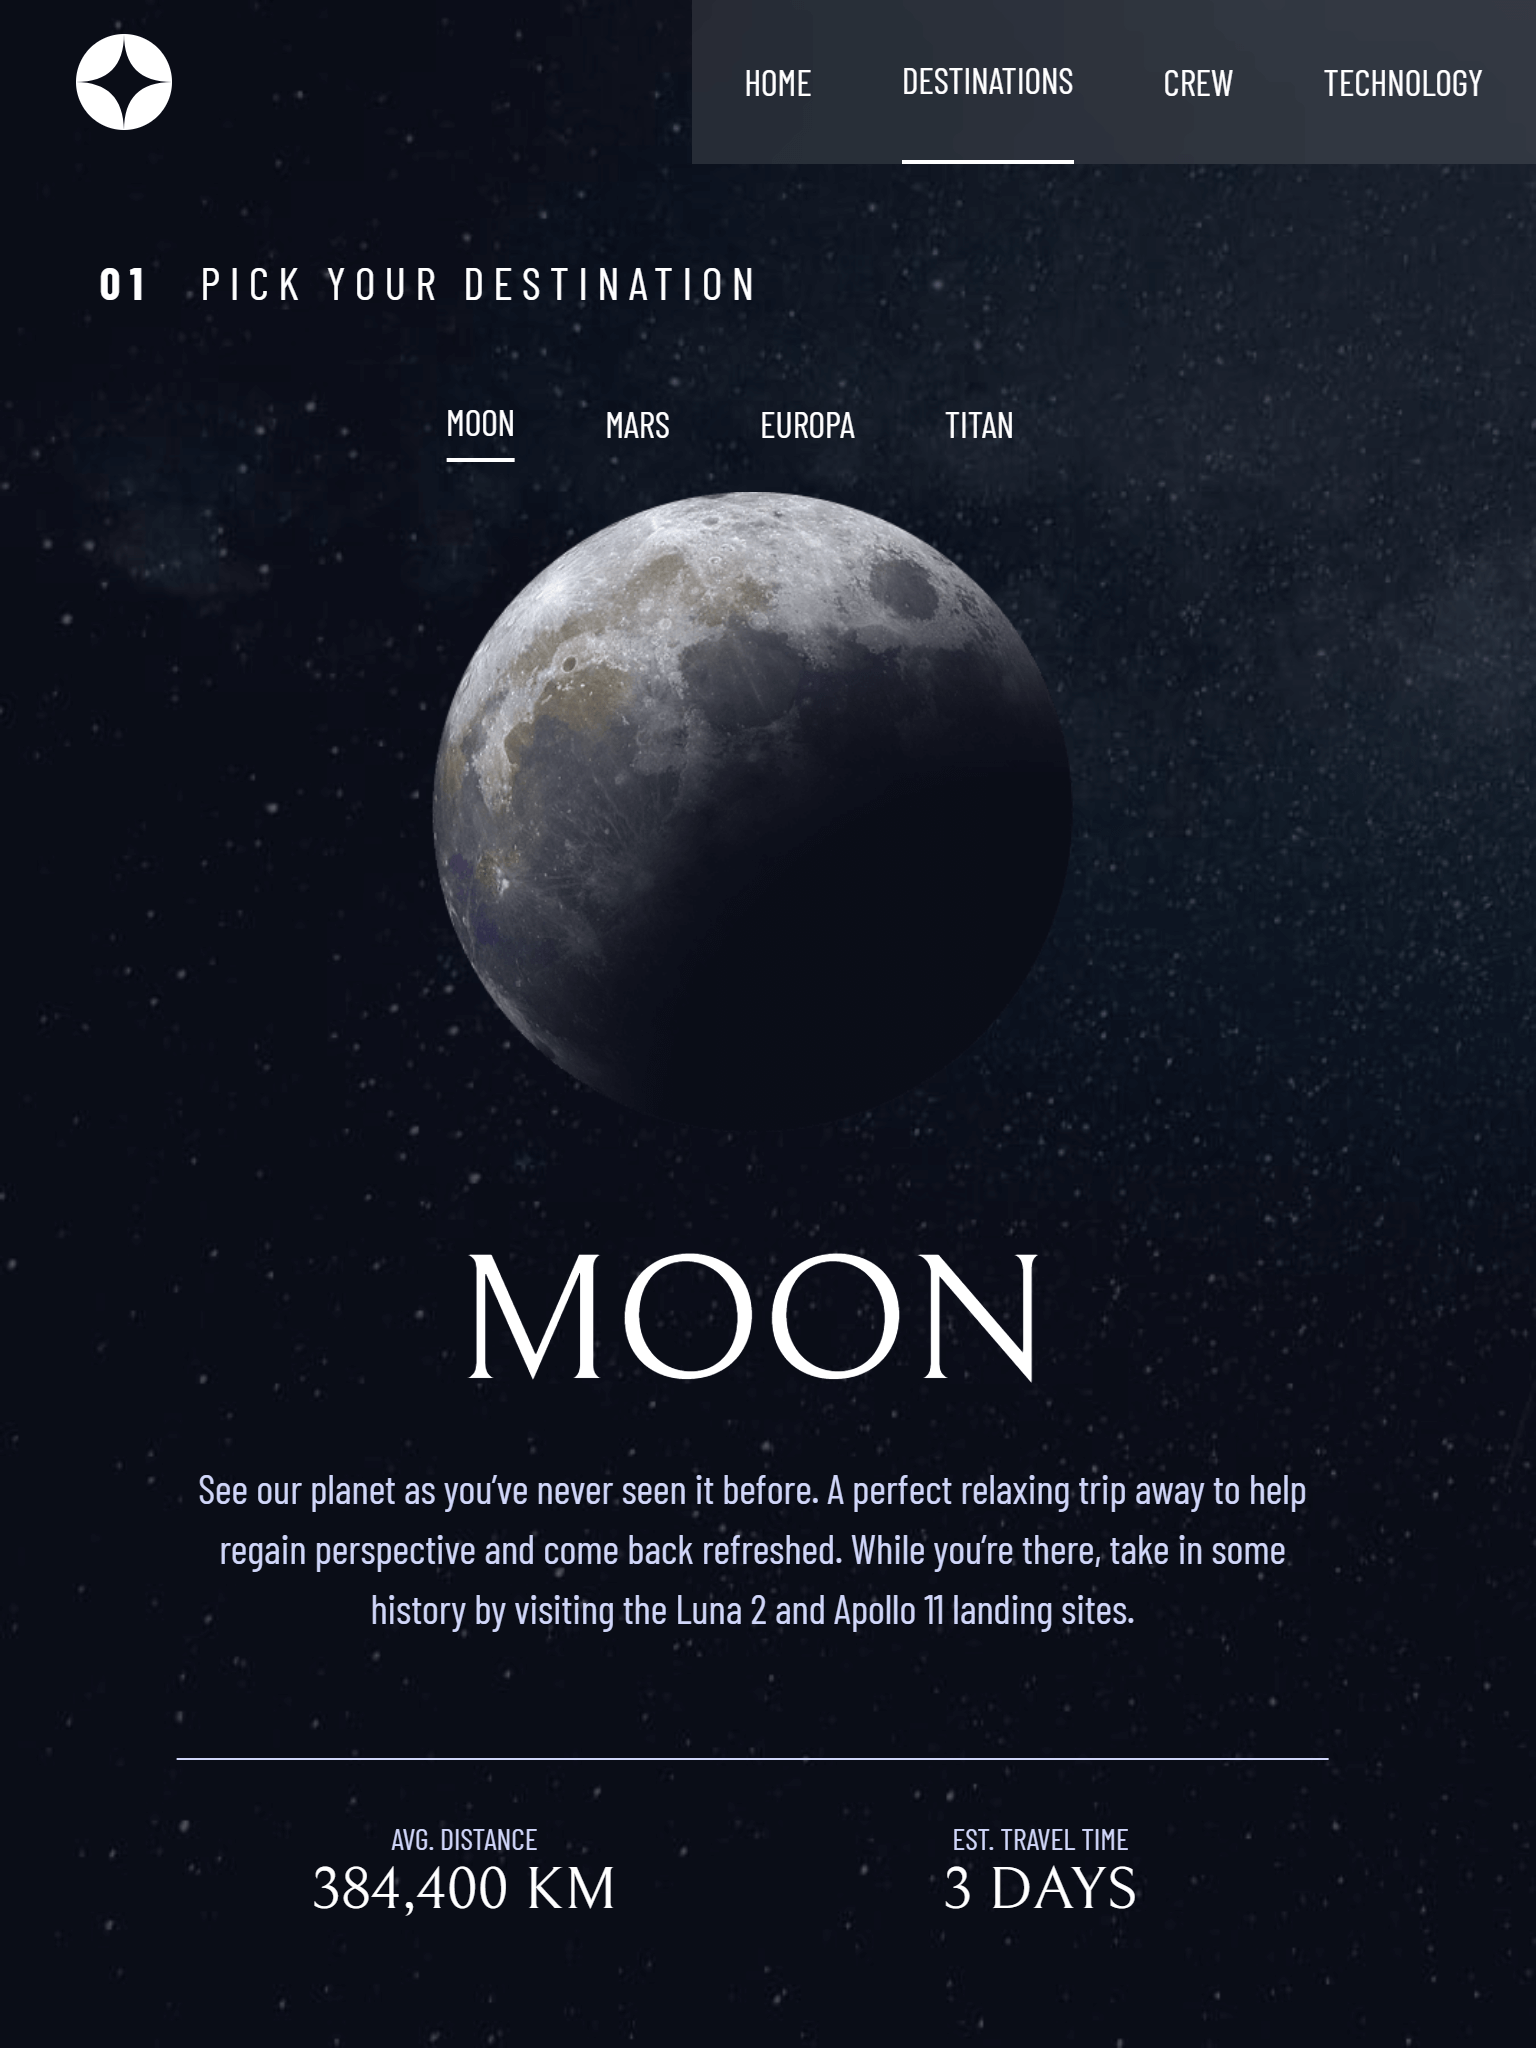 HOME DESTINATIONS CREW TECHNOLOGY
01 PICK YOUR DESTINATION
MOON MARS EUROPA TITAN
MOON
See our planet as you’ve never seen it before. A perfect relaxing trip away to help
regain perspective and come back refreshed. While you’re there, take in some
history by visiting the Luna 2 and Apollo 11 landing sites.
AVG. DISTANCE EST. TRAVEL TIME
384,400 KM 3 DAYS